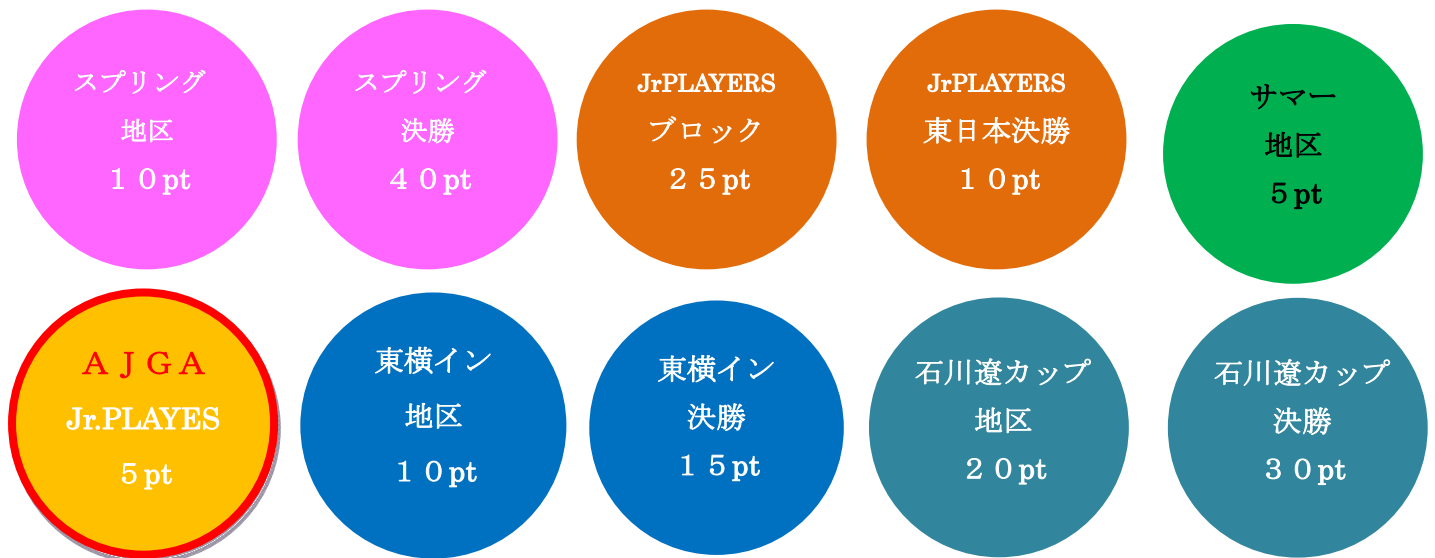 スプリング
地区
１０pt
スプリング
決勝
４０pt
JrPLAYERS
ブロック
２５pt
JrPLAYERS
東日本決勝
１０pt
サマー
地区
５pt
ＡＪＧＡ
Jr.PLAYES
５pt
東横イン
地区
１０pt
東横イン
決勝
１５pt
石川遼カップ
地区
２０pt
石川遼カップ
決勝
３０pt